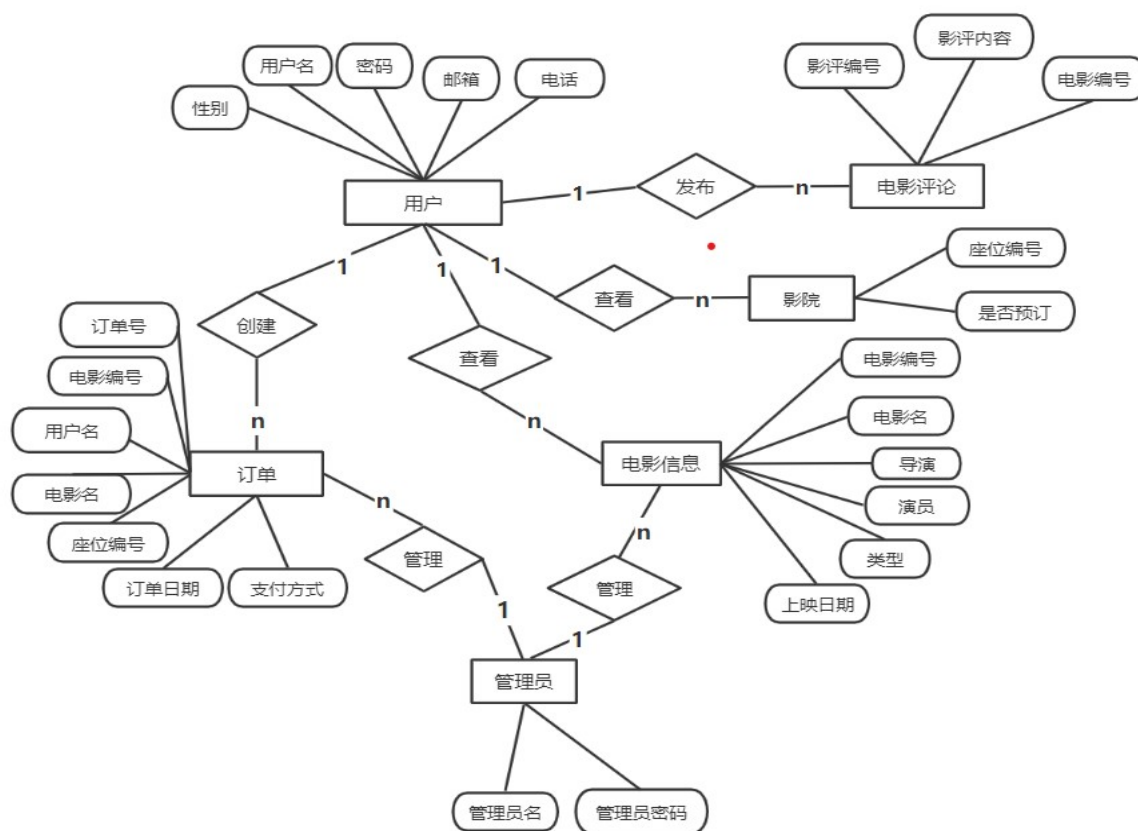 影评内容
用户名
密码
影评编号
邮箱
电话
电影编号
性别
用户
1
发布
n
电影评论
座位编号
1
1
1
查看
n
影院
是否预订
订单号
创建
查看
电影编号
电影编号
电影名
用户名
n
n
订单
电影信息
导演
电影名
n
演员
座位编号
n
管理
类型
订单日期
支付方式
管理
上映日期
1
1
管理员
管理员名
管理员密码